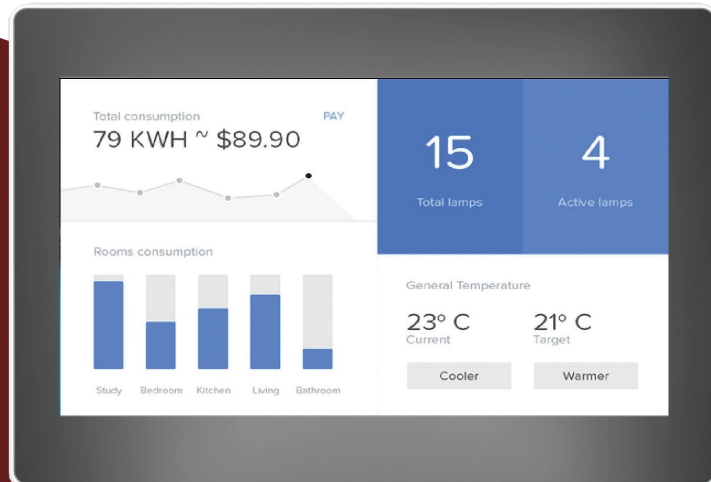 Total consumption
PAY
79 KWH ~ $89.90
Rooms consumption
Study Bedroom Kitchen Living Bathroom
15
Total lamps
4
Active lamps
General Temperature
23° C
Current
21° C
Target
Cooler
Warmer